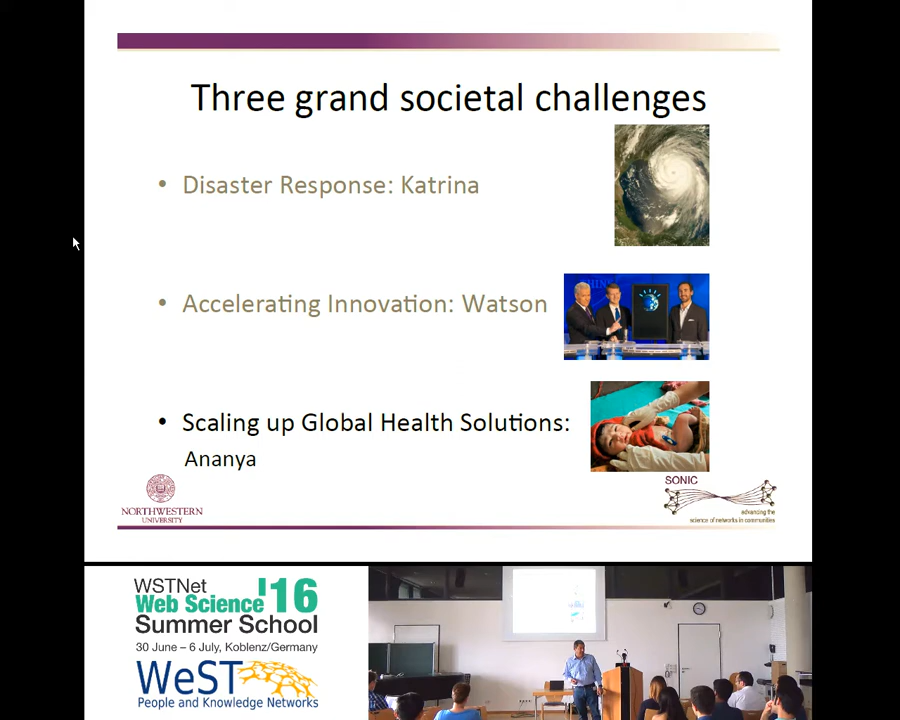 Three grand societal challenges
• Disaster Response: Katrina
• Accelerating Innovation: Watson
• Scaling up Global Health Solutions:
Ananya
NORTHWESTERN
UNIVERSITY
SONIC
advancing the
science of networks in communities
WSTNet
Web Science '16
Summer School
30 June – 6 July, Koblenz/Germany
WeST
People and Knowledge Networks